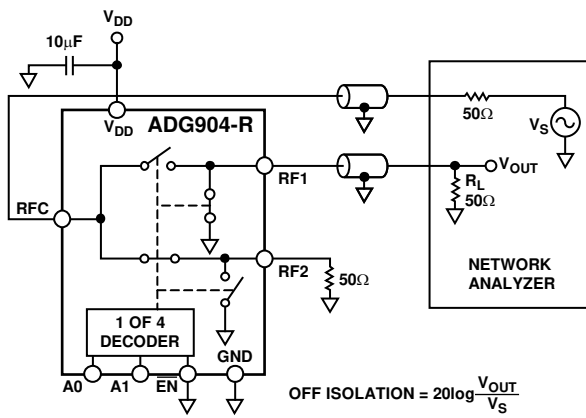 VDD
10µF
VDD
ADG904-R
50Ω
VS
RF1
VOUT
RL
50Ω
RFC
RF2
50Ω
NETWORK
ANALYZER
1 OF 4
DECODER
GND
A0 A1 EN
OFF ISOLATION = 20log VOUT/VS